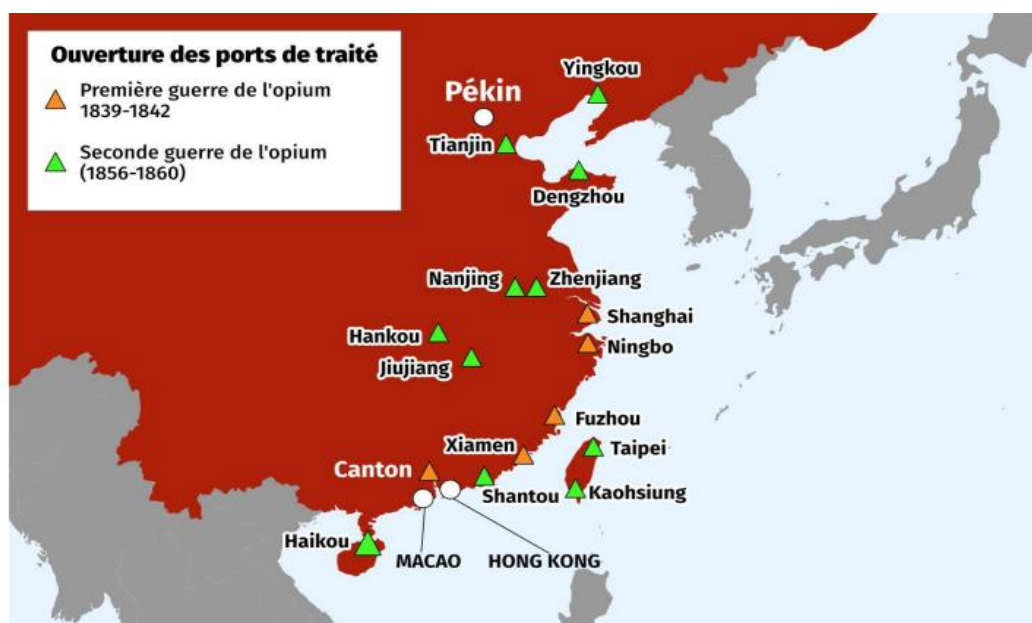 Ouverture des ports de traité
Première guerre de l'opium
1839-1842
Seconde guerre de l'opium
(1856-1860)
Yingkou
Pékin
Tianjin
Dengzhou
Nanjing
Zhenjiang
Shanghai
Hankou
Ningbo
Jiujiang
Fuzhou
Xiamen
Taipei
Canton
Shantou
Kaohsiung
Haikou
MACAO
HONG KONG